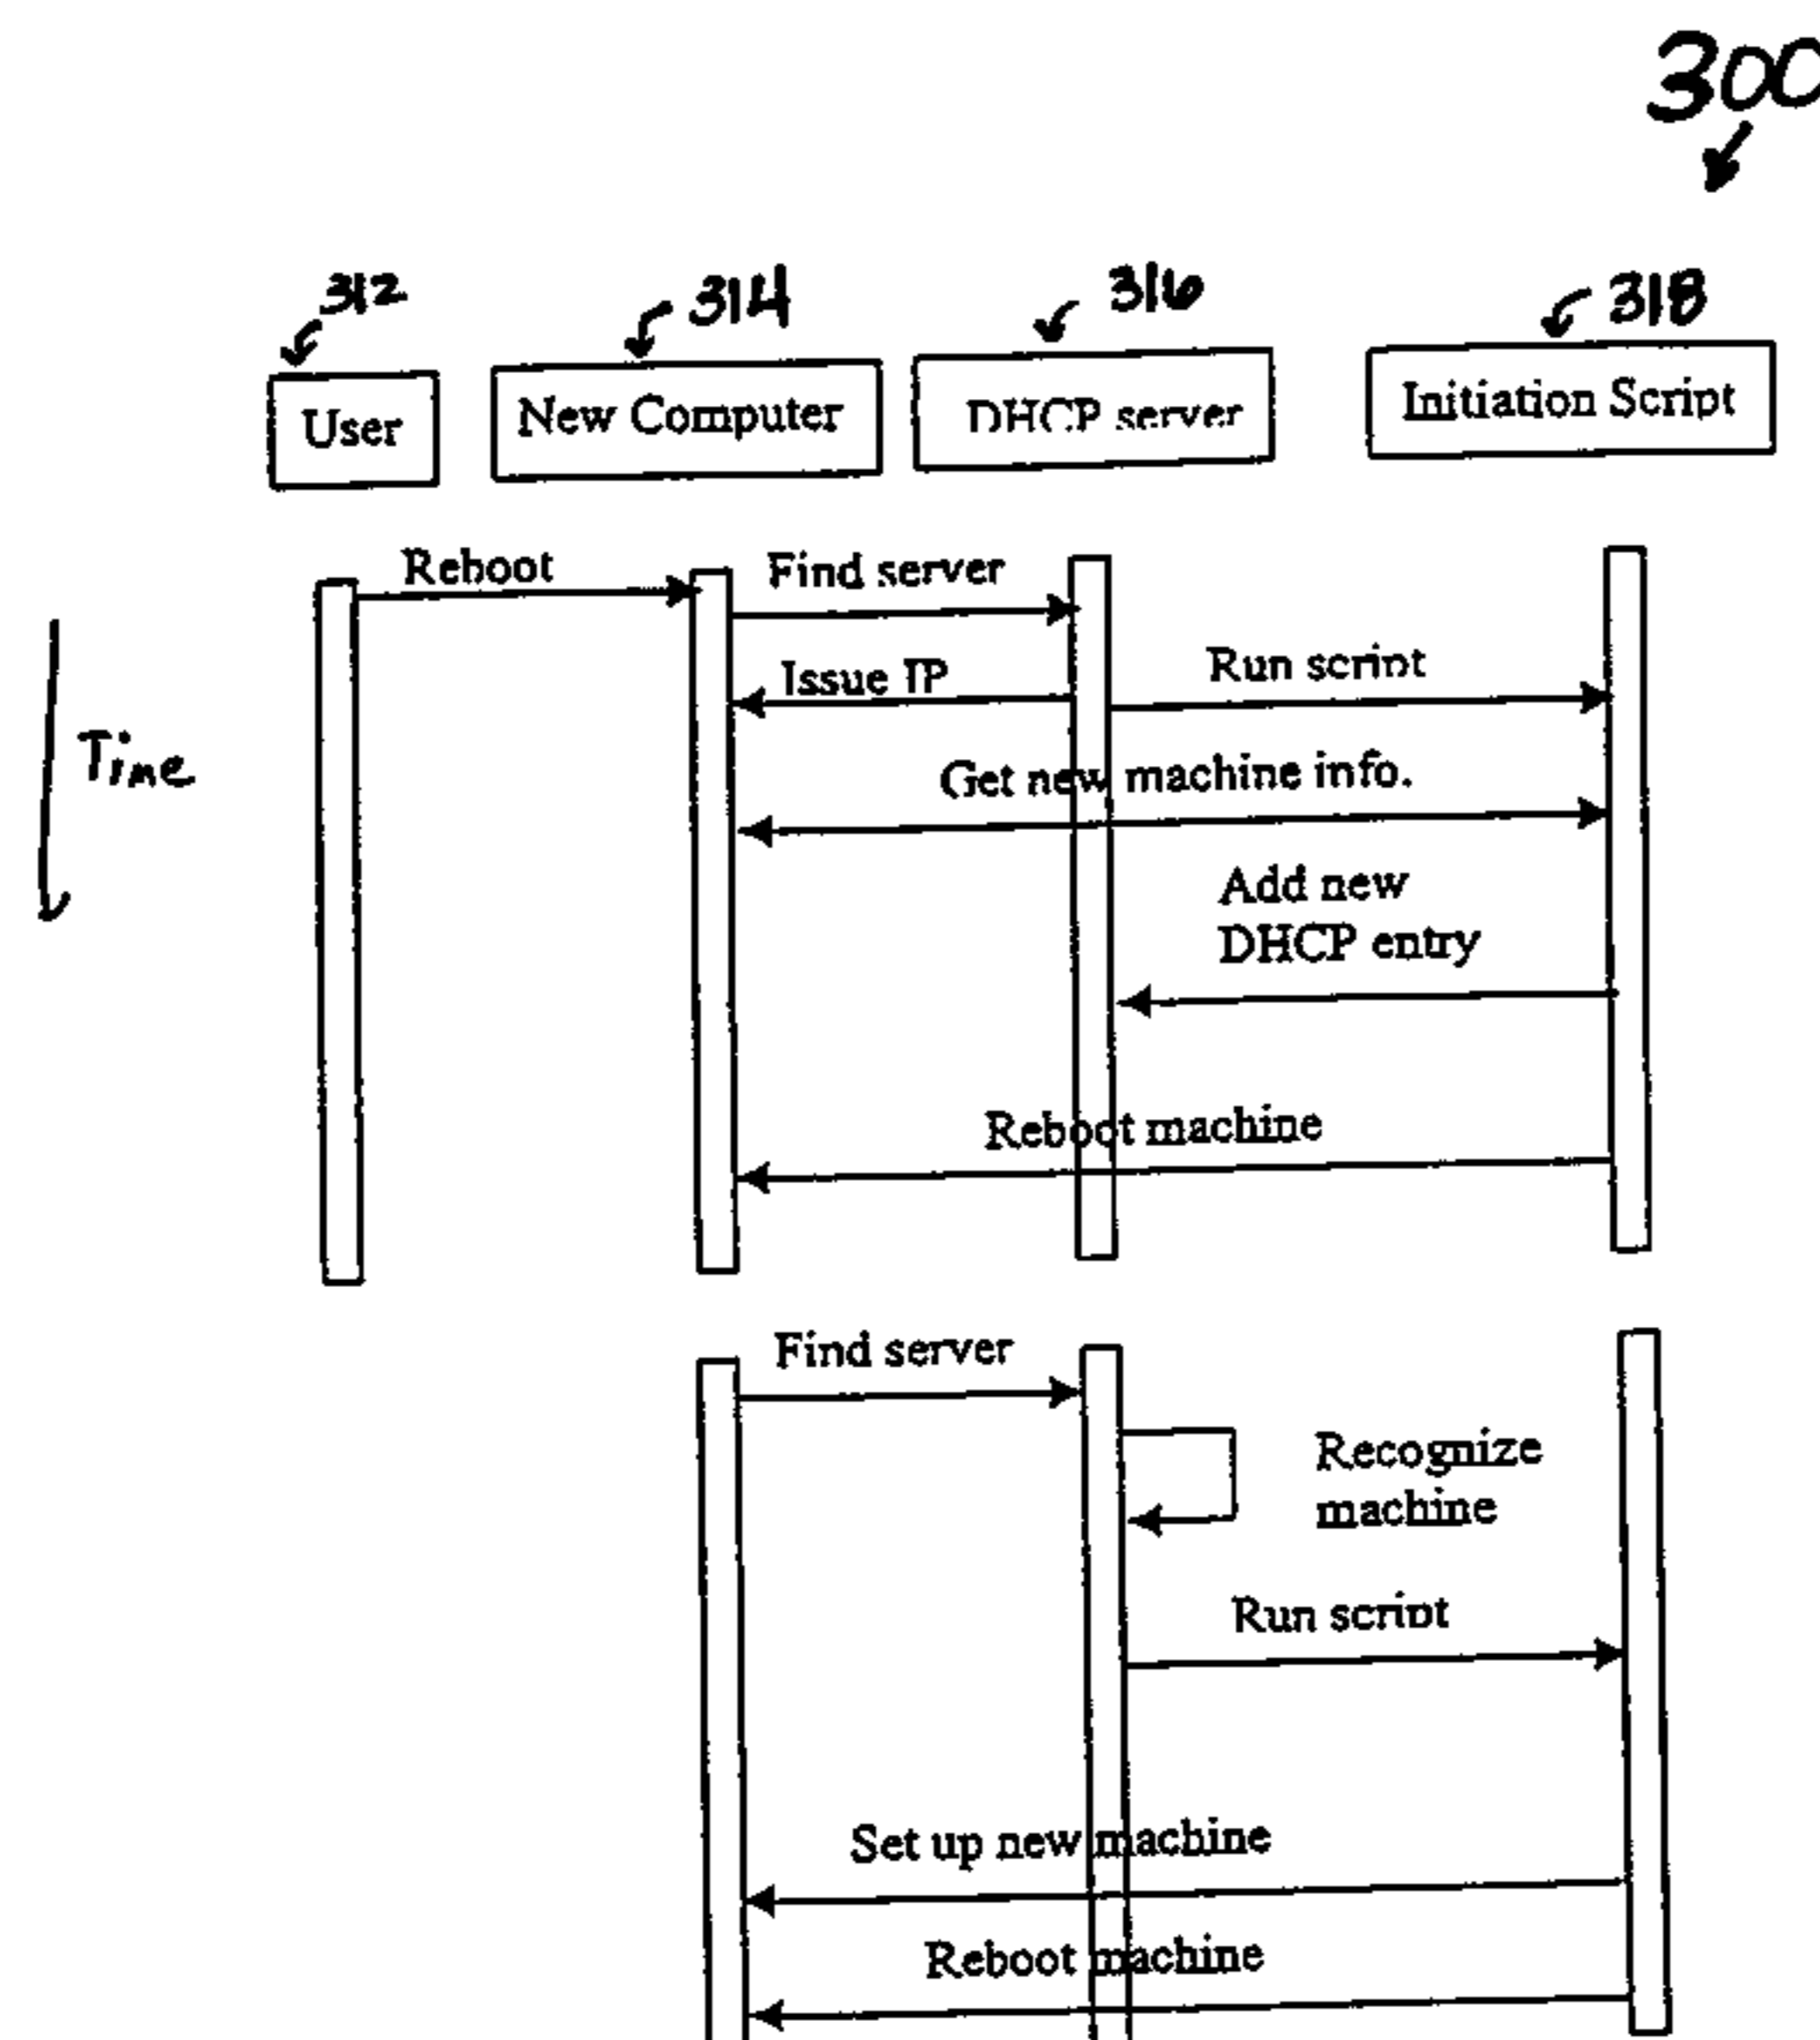 300
312
314
316
318
User
New Computer
DHCP server
Initiation Script
Reboot
Find server
Issue IP
Run script
Time
Get new machine info.
Add new
DHCP entry
Reboot machine
Find server
Recognize
machine
Run script
Set up new machine
Reboot machine